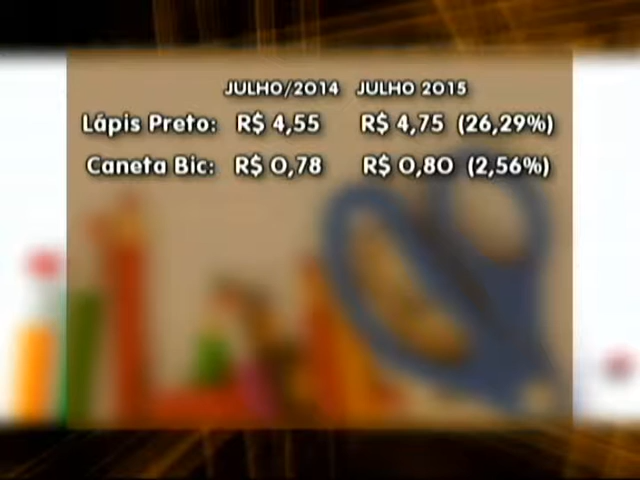 JULHO/2014 JULHO 2015
Lápis Preto: R$ 4,55 R$ 4,75 (26,29%)
Caneta Bic: R$ 0,78 R$ 0,80 (2,56%)